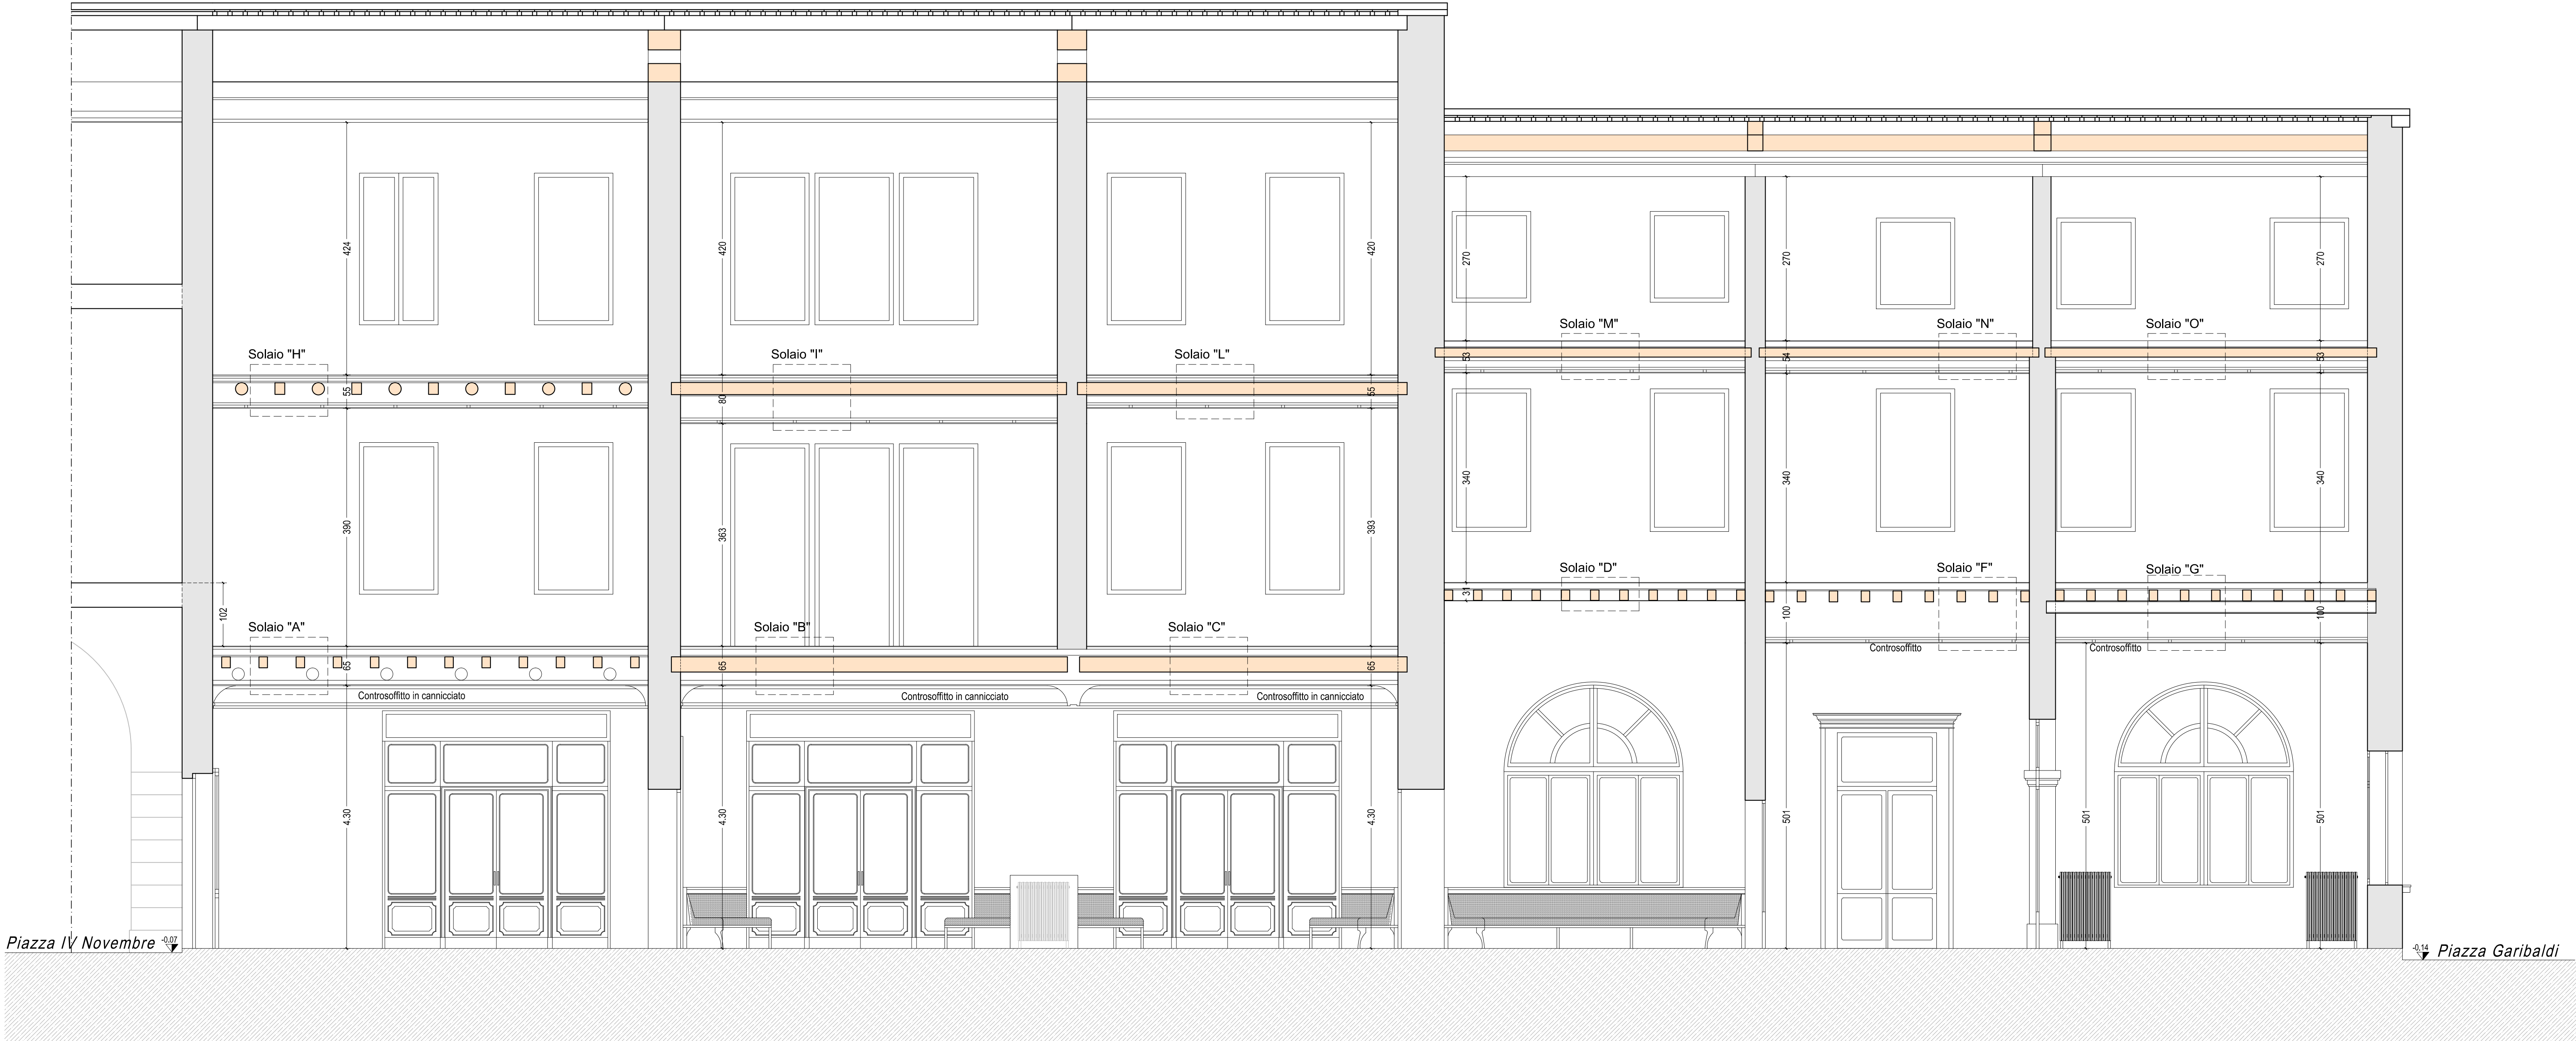 424
420
420
270
270
270
Solaio "M"
Solaio "N"
Solaio "O"
Solaio "H"
Solaio "I"
Solaio "L"
53
54
53
55
80
55
340
340
340
390
363
393
Solaio "D"
Solaio "F"
Solaio "G"
31
102
100
100
Solaio "A"
Solaio "B"
Solaio "C"
Controsoffitto
Controsoffitto
65
65
65
Controsoffitto in cannicciato
Controsoffitto in cannicciato
Controsoffitto in cannicciato
4.30
4.30
4.30
501
501
501
Piazza IV Novembre -0.07
-0.14 Piazza Garibaldi